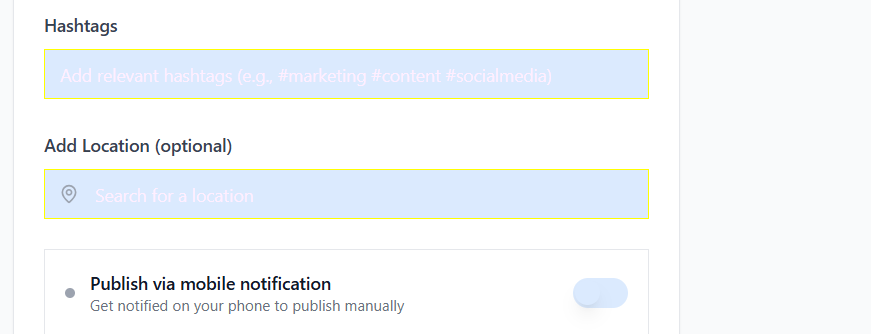 Hashtags
Add relevant hashtags (e.g., #marketing #content #socialmedia)
Add Location (optional)
Search for a location
Publish via mobile notification
Get notified on your phone to publish manually